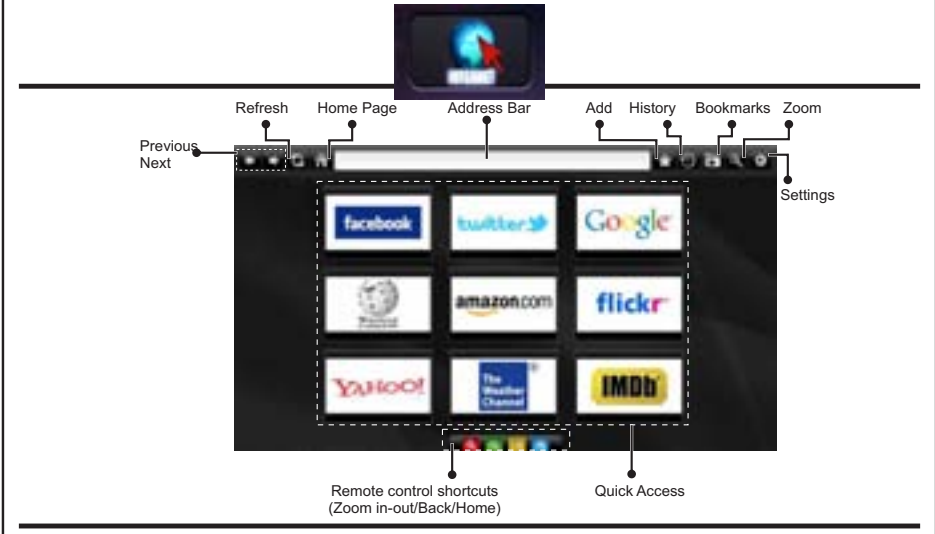 INTERNET
Refresh Home Page Address Bar Add History Bookmarks Zoom
Previous
Next
Settings
facebook
twitter
Google
amazon.com
flickr
YAHOO!
The
Weather
Channel
IMDb
Remote control shortcuts
(Zoom in-out/Back/Home)
Quick Access